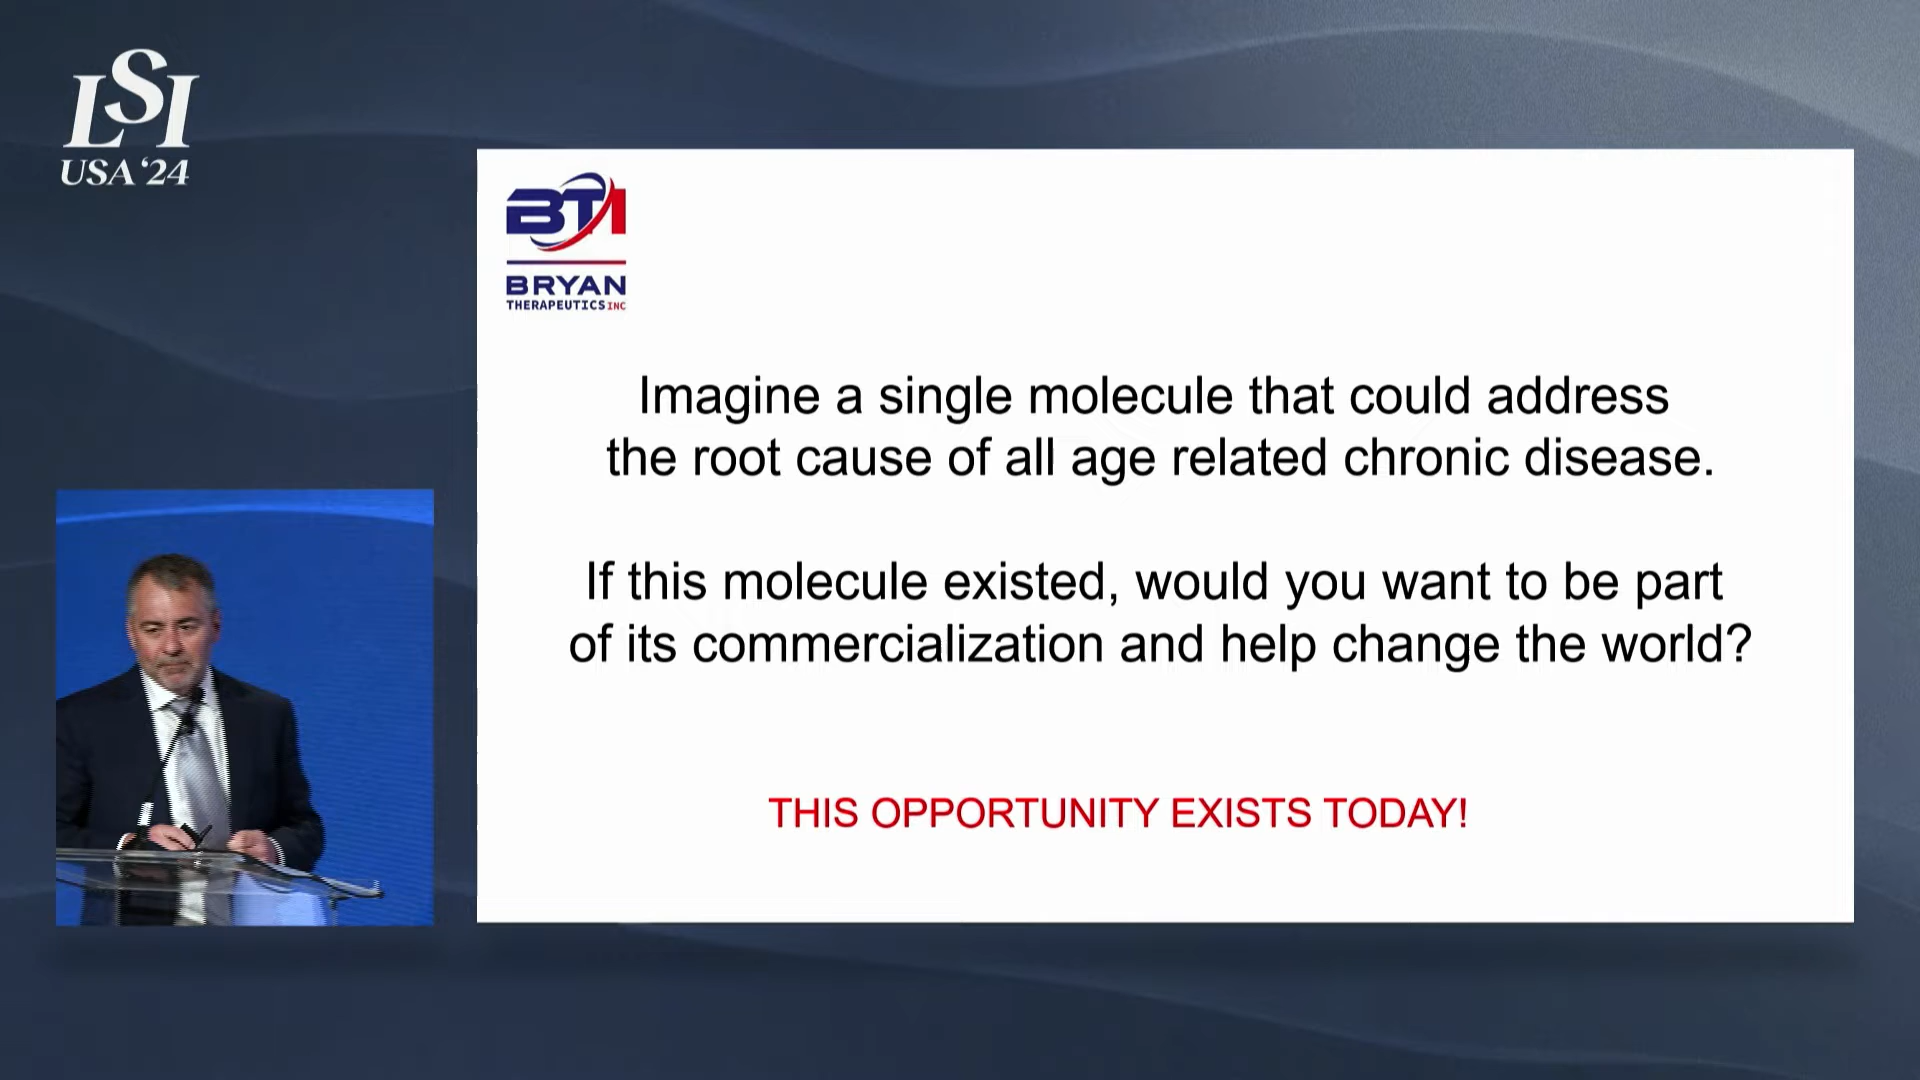 LSI
USA '24
BTI
BRYAN
THERAPEUTICS INC
Imagine a single molecule that could address
the root cause of all age related chronic disease.
If this molecule existed, would you want to be part
of its commercialization and help change the world?
THIS OPPORTUNITY EXISTS TODAY!